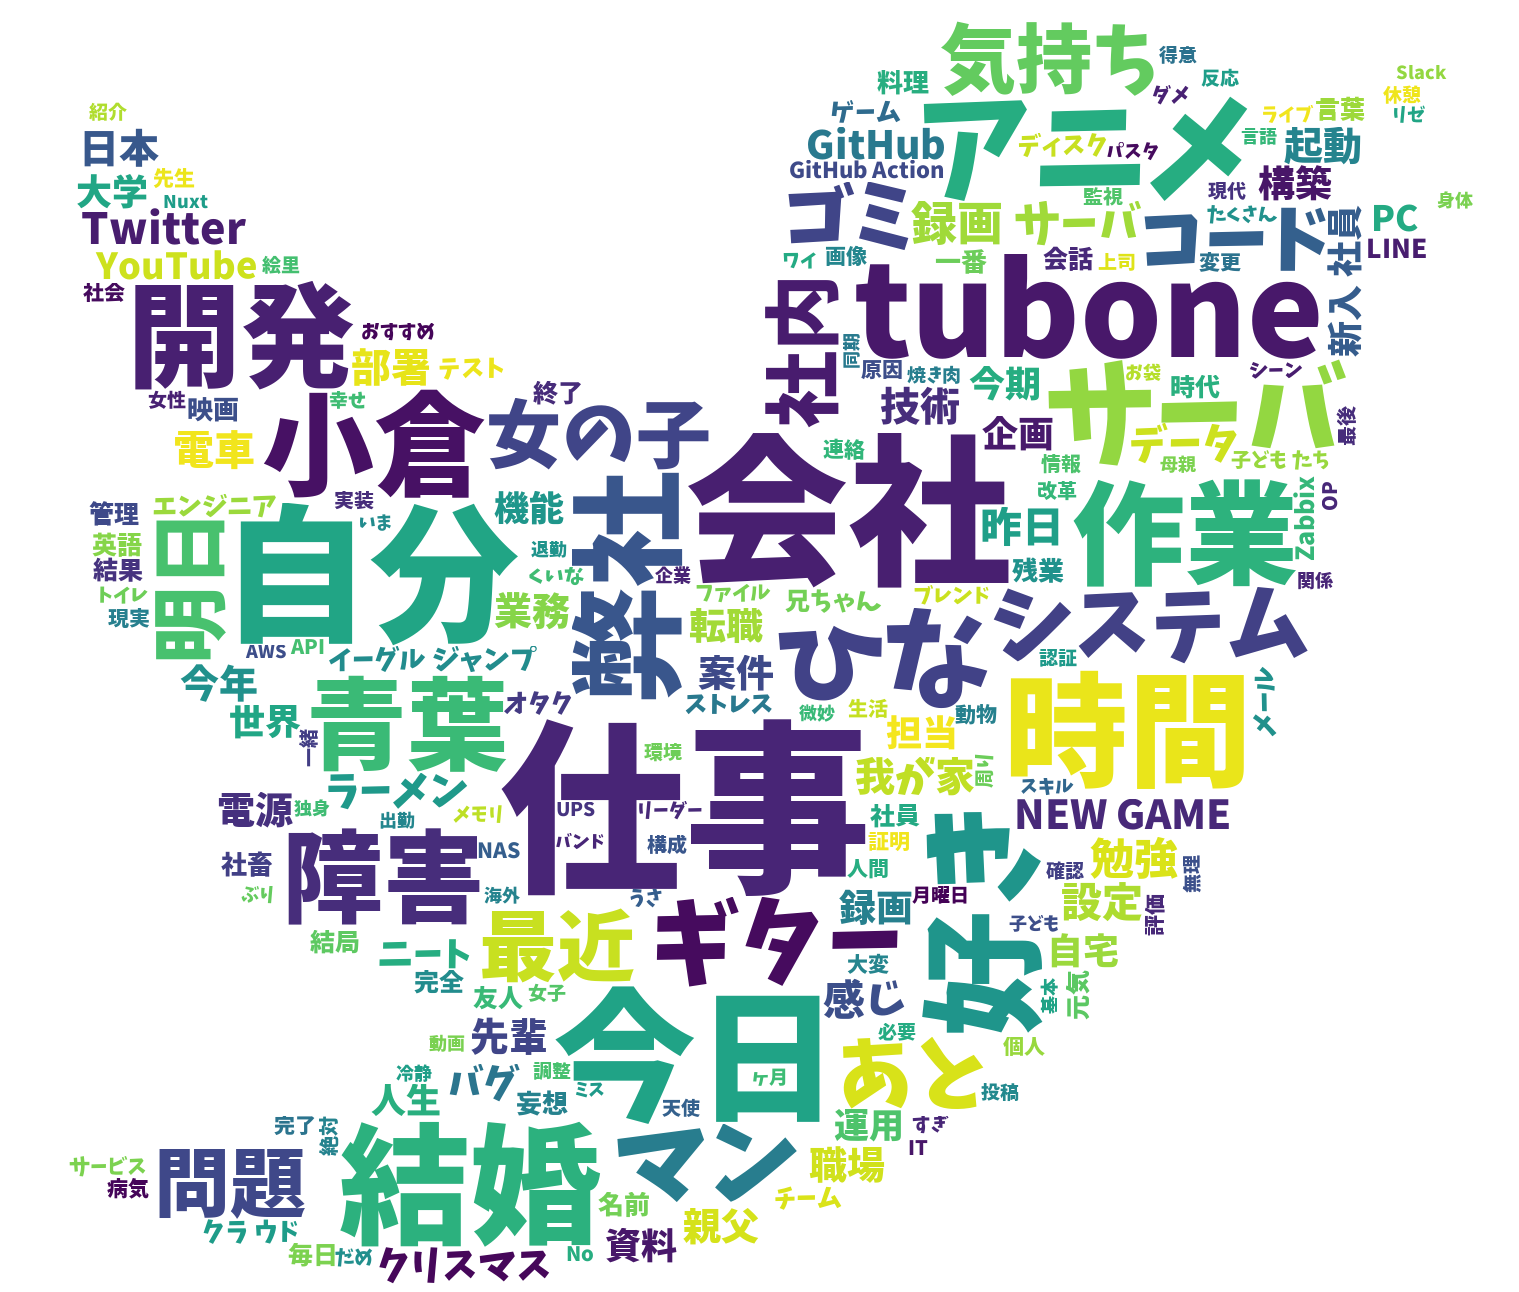 気持ち
得意
料理
反応
Slack
休憩
ダメ
紹介
ゲーム
アニメ
ライブ
言葉
リゼ
日本
GitHub
ディスク
パスタ
言語
起動
GitHub Action
大学
先生
Nuxt
ゴミ
監視
現代
構築
身体
Twitter
録画
サーバ
コード
たくさん
社員
PC
YouTube
絵里
ワイ
画像
一番
会話
上司
変更
LINE
社会
開発
おすすめ
社内
tubone
新入
部署
テスト
同期
原因
焼き肉
今期
お袋
時代
シーン
女性
映画
幸せ
終了
技術
サーバ
最後
電車
小倉
女の子
企画
データ
連絡
情報
母親
子どもたち
管理
エンジニア
実装
機能
弊社
会社
改革
昨日
作業
Zabbix
OP
英語
明日
自分
いま
退勤
結果
くいな
企業
残業
関係
トイレ
現実
業務
ファイル
兄ちゃん
ブレンド
システム
転職
ひな
AWS
API
イーグルジャンプ
案件
認証
今年
世界
青葉
オタク
ストレス
微妙
生活
動物
時間
メール
一緒
仕事
環境
担当
我が家
周り
ラーメン
スキル
電源
独身
出勤
メモリ
UPS
リーダー
社員
NEW GAME
社畜
障害
NAS
バンド
構成
証明
好き
勉強
無理
人間
確認
ぶり
海外
うさ
録画
月曜日
設定
評価
結局
ニート
最近
ギター
子ども
自宅
完全
大変
友人
女子
感じ
基本
元気
動画
先輩
今日
必要
個人
あと
冷静
バグ
調整
ミス
ヶ月
人生
妄想
天使
投稿
完了
絶対
マン
運用
すぎ
IT
サービス
問題
結婚
職場
病気
名前
チーム
クラウド
親父
毎日
だめ
クリスマス
No
資料